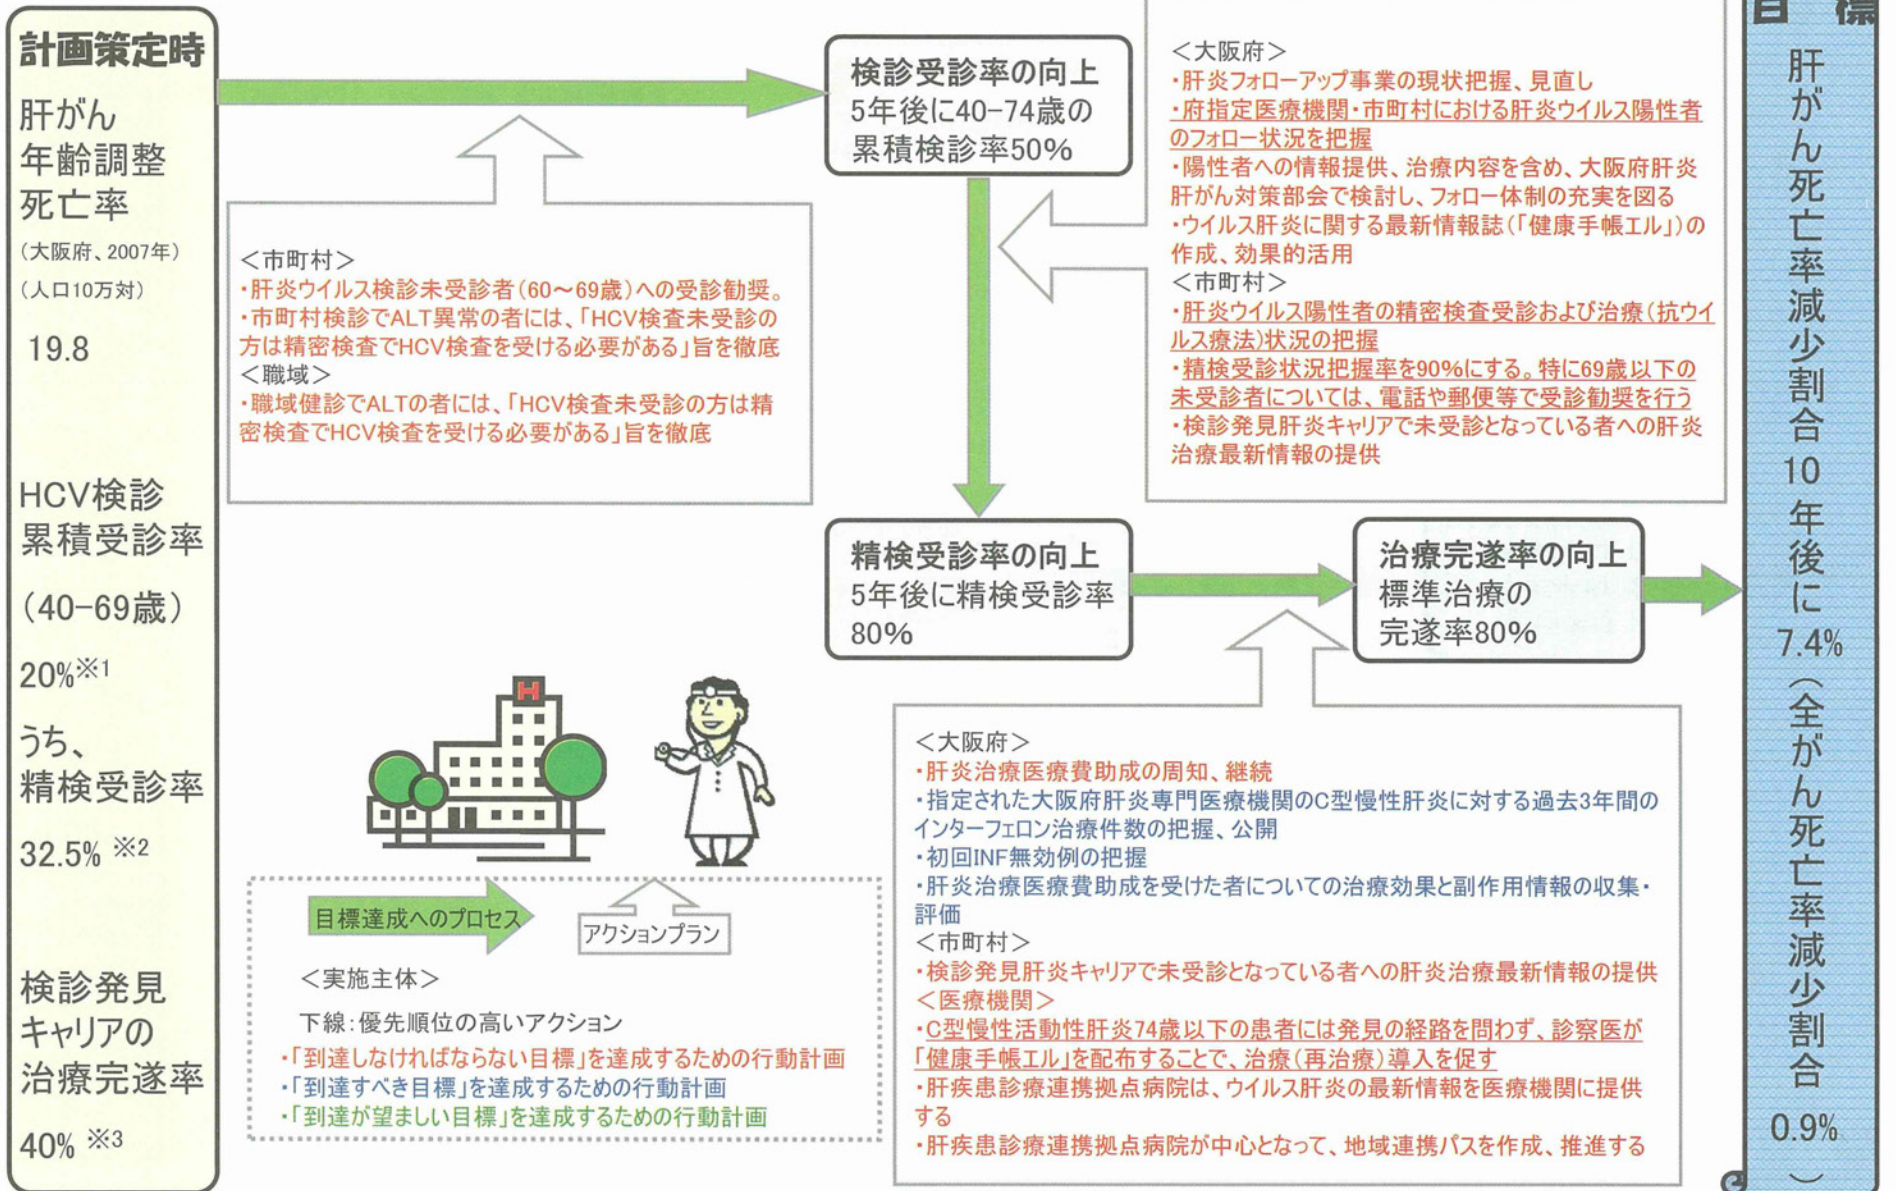 計画策定時
肝がん
年齢調整
死亡率
(大阪府、2007年)
(人口10万対)
19.8
HCV検診
累積受診率
(40-69歳)
20%※1
うち、
精検受診率
32.5% ※2
検診発見
キャリアの
治療完遂率
40% ※3
検診受診率の向上
5年後に40-74歳の
累積検診率50%
<市町村>
・肝炎ウイルス検診未受診者(60〜69歳)への受診勧奨。
・市町村検診でALT異常の者には、「HCV検査未受診の
方は精密検査でHCV検査を受ける必要がある」旨を徹底
<職域>
・職域健診でALTの者には、「HCV検査未受診の方は精
密検査でHCV検査を受ける必要がある」旨を徹底
<大阪府>
・肝炎フォローアップ事業の現状把握、見直し
・府指定医療機関・市町村における肝炎ウイルス陽性者
のフォロー状況を把握
・陽性者への情報提供、治療内容を含め、大阪府肝炎
肝がん対策部会で検討し、フォロー体制の充実を図る
・ウイルス肝炎に関する最新情報誌(「健康手帳エル」)の
作成、効果的活用
<市町村>
・肝炎ウイルス陽性者の精密検査受診および治療(抗ウイ
ルス療法)状況の把握
・精検受診状況把握率を90%にする。特に69歳以下の
未受診者については、電話や郵便等で受診勧奨を行う
・検診発見肝炎キャリアで未受診となっている者への肝炎
治療最新情報の提供
精検受診率の向上
5年後に精検受診率
80%
治療完遂率の向上
標準治療の
完遂率80%
<大阪府>
・肝炎治療医療費助成の周知、継続
・指定された大阪府肝炎専門医療機関のC型慢性肝炎に対する過去3年間の
インターフェロン治療件数の把握、公開
・初回INF無効例の把握
・肝炎治療医療費助成を受けた者についての治療効果と副作用情報の収集・
評価
<市町村>
・検診発見肝炎キャリアで未受診となっている者への肝炎治療最新情報の提供
<医療機関>
・C型慢性活動性肝炎74歳以下の患者には発見の経路を問わず、診察医が
「健康手帳エル」を配布することで、治療(再治療)導入を促す
・肝疾患診療連携拠点病院は、ウイルス肝炎の最新情報を医療機関に提供
する
・肝疾患診療連携拠点病院が中心となって、地域連携パスを作成、推進する
H
目標達成へのプロセス
アクションプラン
<実施主体>
下線:優先順位の高いアクション
・「到達しなければならない目標」を達成するための行動計画
・「到達すべき目標」を達成するための行動計画
・「到達が望ましい目標」を達成するための行動計画
目 標
肝がん死亡率減少割合10年後に7.4%(全がん死亡率減少割合0.9%)